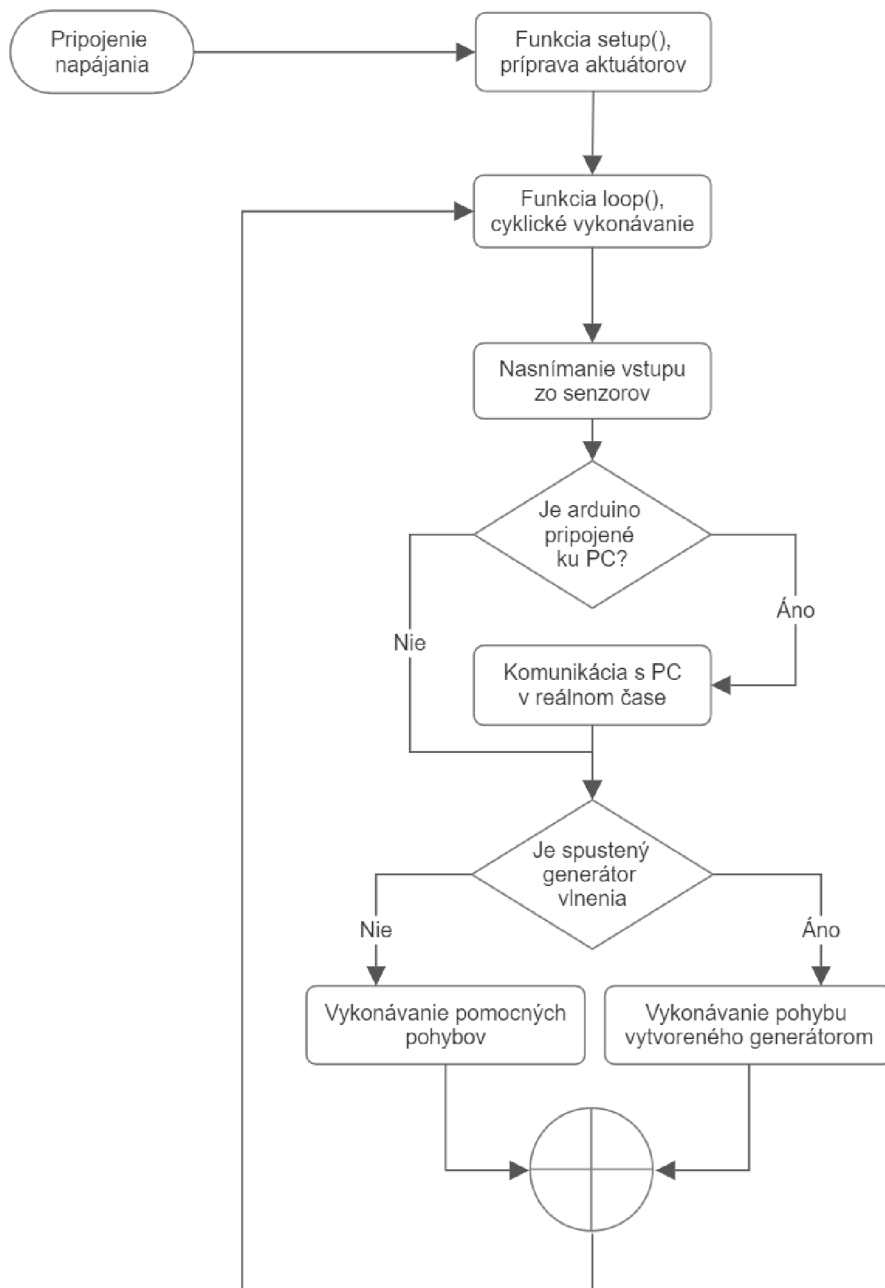 Pripojenie
napájania
Funkcia setup(),
príprava aktuátorov
Funkcia loop(),
cyklické vykonávanie
Nasnímanie vstupu
zo senzorov
Je arduino
pripojené
ku PC?
Nie
Áno
Komunikácia s PC
v reálnom čase
Je spustený
generátor
vlnenia
Nie
Áno
Vykonávanie pomocných
pohybov
Vykonávanie pohybu
vytvoreného generátorom